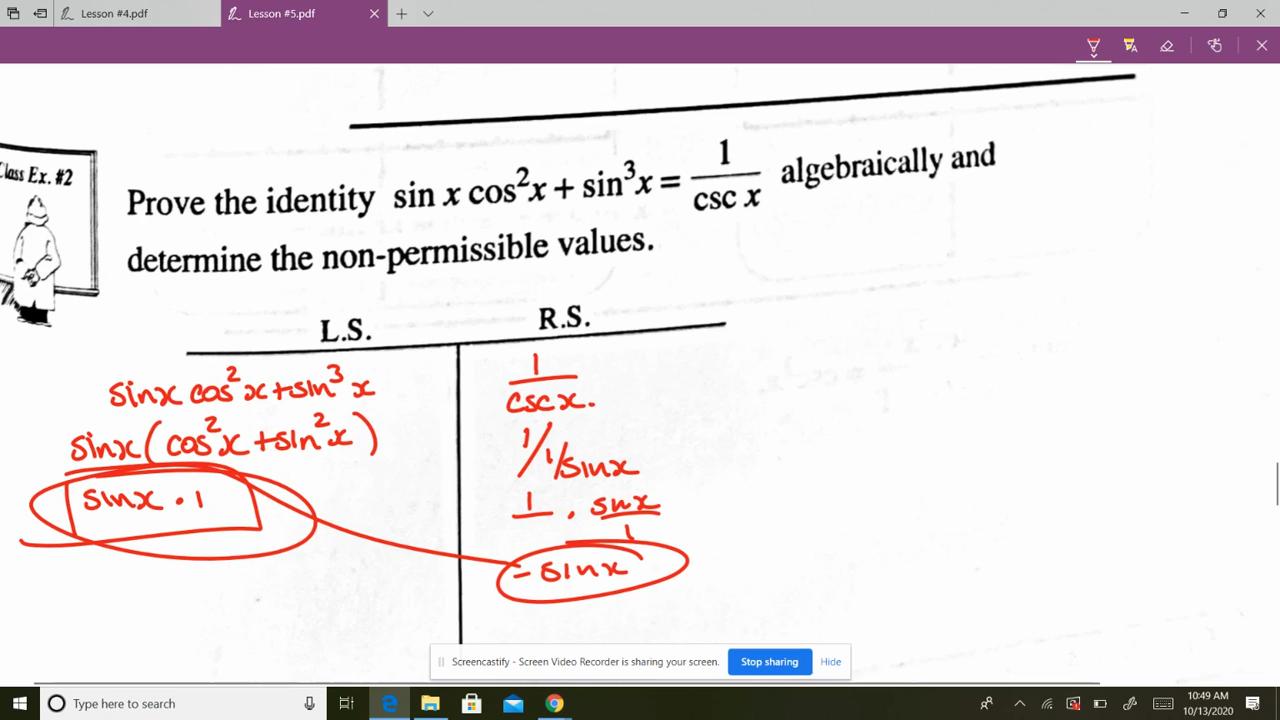 Lesson #4.pdf
Lesson #5.pdf
Class Ex. #2
Prove the identity sin x cos²x + sin³x = 1/csc x algebraically and
determine the non-permissible values.
L.S.
R.S.
sinx cos²x+sin³x
sinx(cos²x+sin²x)
sinx · 1
1/cscx.
1/1/sinx
1 · sinx/1
- sinx
Screencastify - Screen Video Recorder is sharing your screen.
Stop sharing
Hide
Type here to search
10:49 AM
10/13/2020